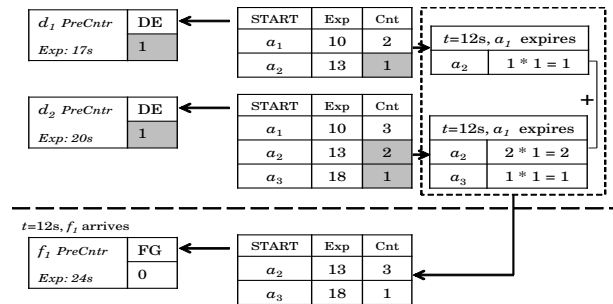 d1 PreCntr DE
Exp: 17s 1
START Exp Cnt
a1 10 2
a2 13 1
t=12s, a1 expires
a2 1 * 1 = 1
+
d2 PreCntr DE
Exp: 20s 1
START Exp Cnt
a1 10 3
a2 13 2
a3 18 1
t=12s, a1 expires
a2 2 * 1 = 2
a3 1 * 1 = 1
t=12s, f1 arrives
f1 PreCntr FG
Exp: 24s 0
START Exp Cnt
a2 13 3
a3 18 1